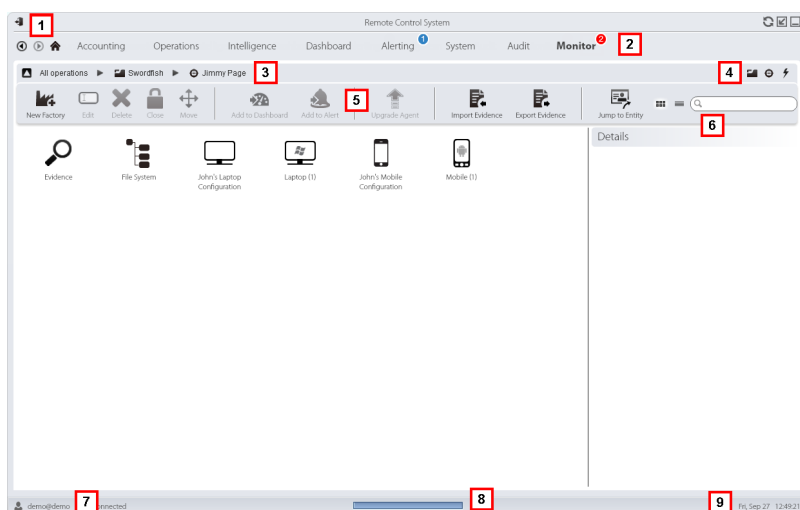 Remote Control System
1
Accounting Operations Intelligence Dashboard Alerting 1 System Audit Monitor 2 2
All operations Swordfish Jimmy Page 3 4
New Factory Edit Delete Close Move Add to Dashboard Add to Alert 5 Upgrade Agent Import Evidence Export Evidence Jump to Entity 6
Details
Evidence File System John's Laptop Configuration Laptop (1) John's Mobile Configuration Mobile (1)
demo@demo 7 8 9 Fri, Sep 27 12:49:21